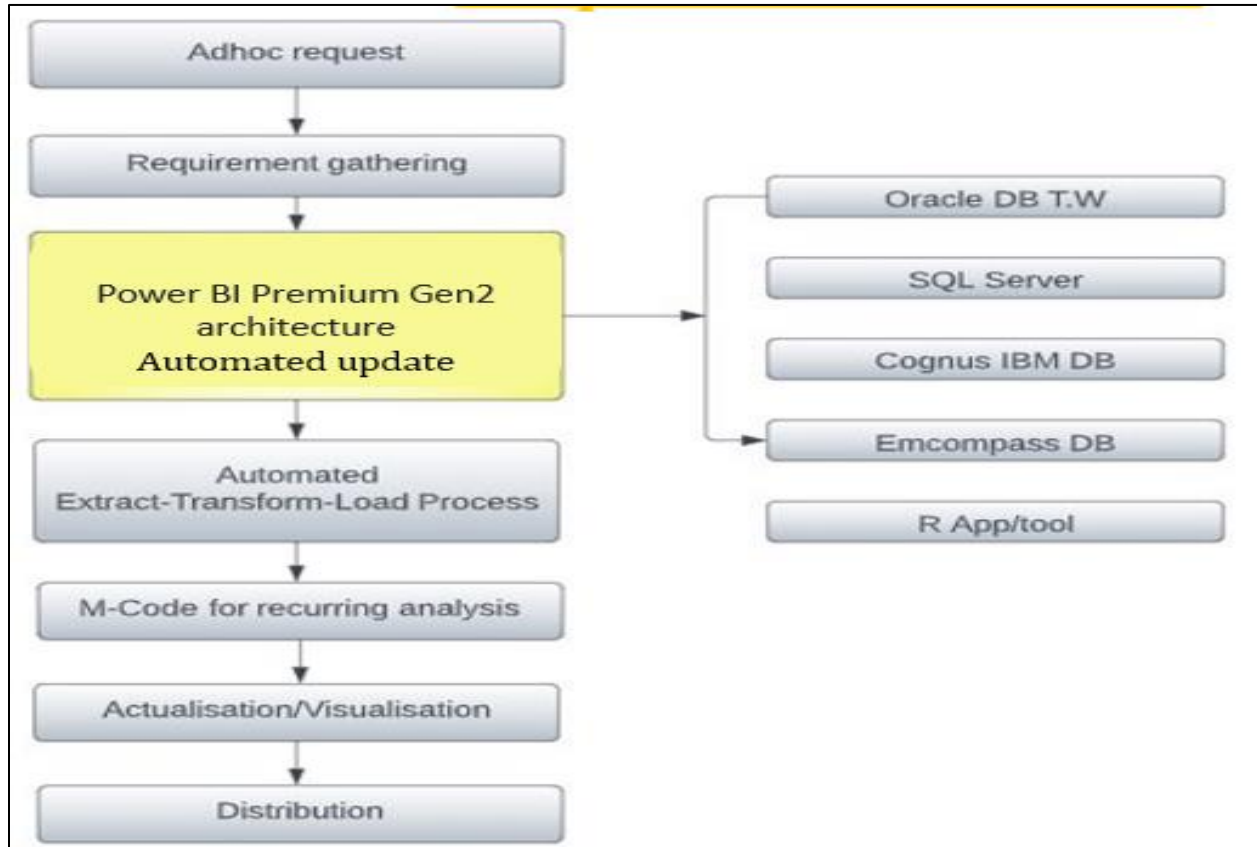 Adhoc request
Requirement gathering
Power BI Premium Gen2
architecture
Automated update
Automated
Extract-Transform-Load Process
M-Code for recurring analysis
Actualisation/Visualisation
Distribution
Oracle DB T.W
SQL Server
Cognus IBM DB
Emcompass DB
R App/tool